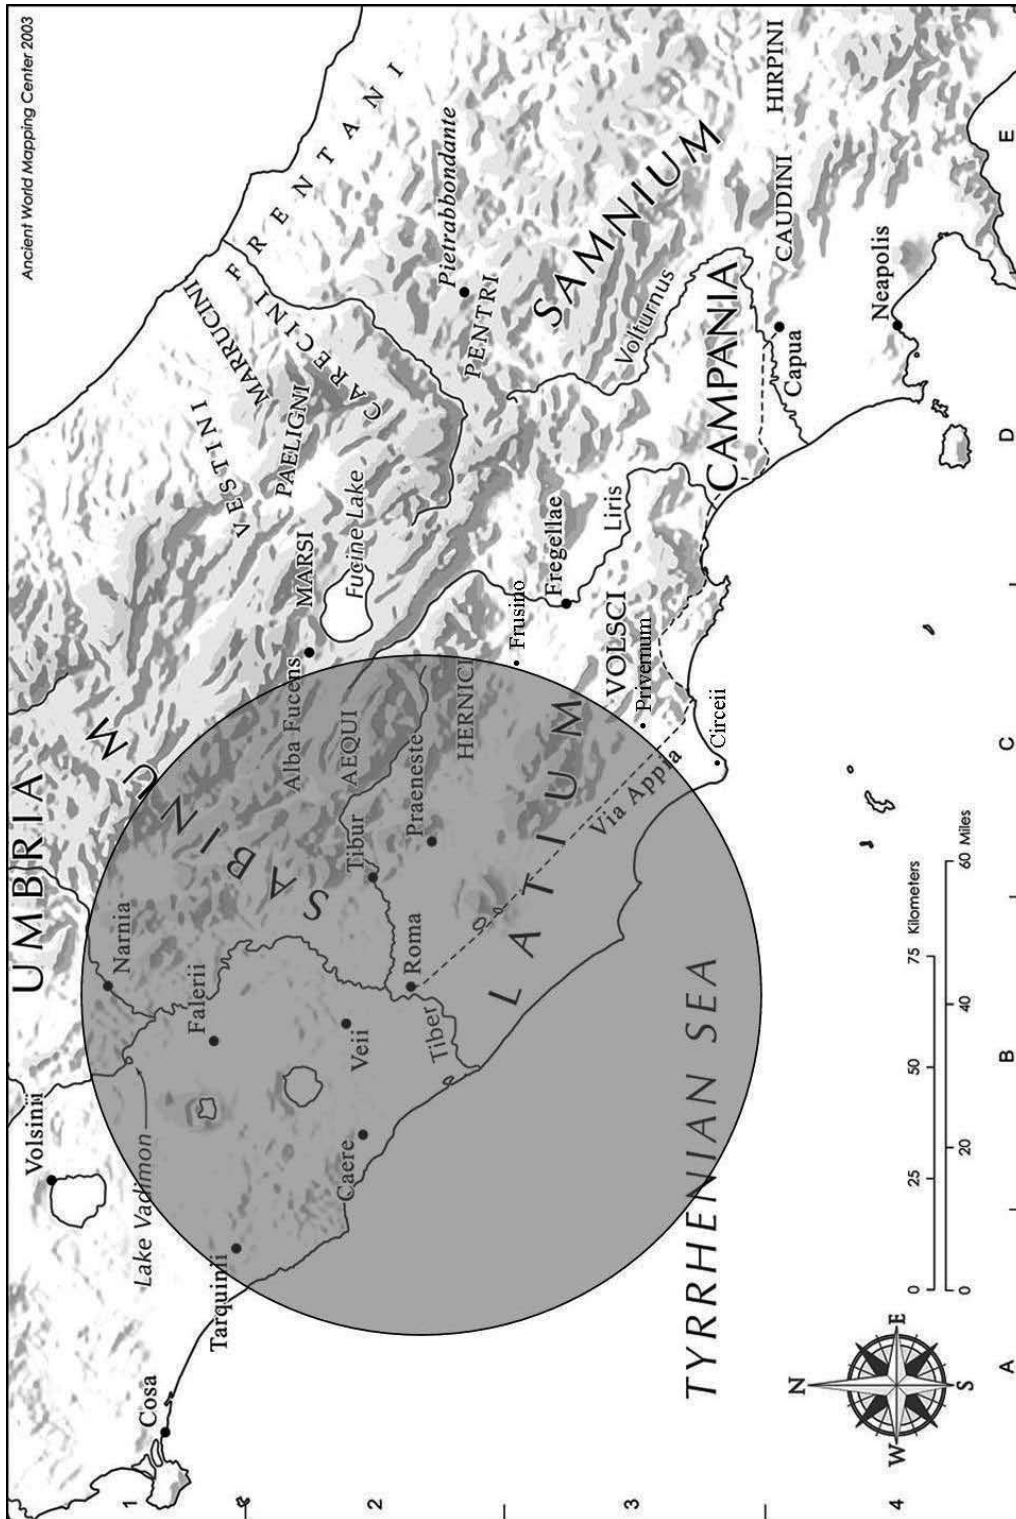 Ancient World Mapping Center 2003
UMBRIA
Volsinii
Narnia
Lake Vadimon
Falerii
SABINUM
VESTINI
MARRUCINI
FRENTANI
PAELIGNI
CARECINI
MARSI
Fucine Lake
Alba Fucens
AEQUI
Tarquinii
Cosa
Caere
Veii
Tibur
Praeneste
Roma
Tiber
HERNICI
Frusino
Pietrabbondante
PENTRI
SAMNIUM
Fregellae
Liris
Volturnus
LATIUM
VOLSCI
Privernum
Circeii
Via Appia
CAMPANIA
Capua
CAUDINI
HIRPINI
Neapolis
TYRRHENIAN SEA
0 25 50 75 Kilometers
0 20 40 60 Miles
N
E
S
W
1
2
3
4
A
B
C
D
E